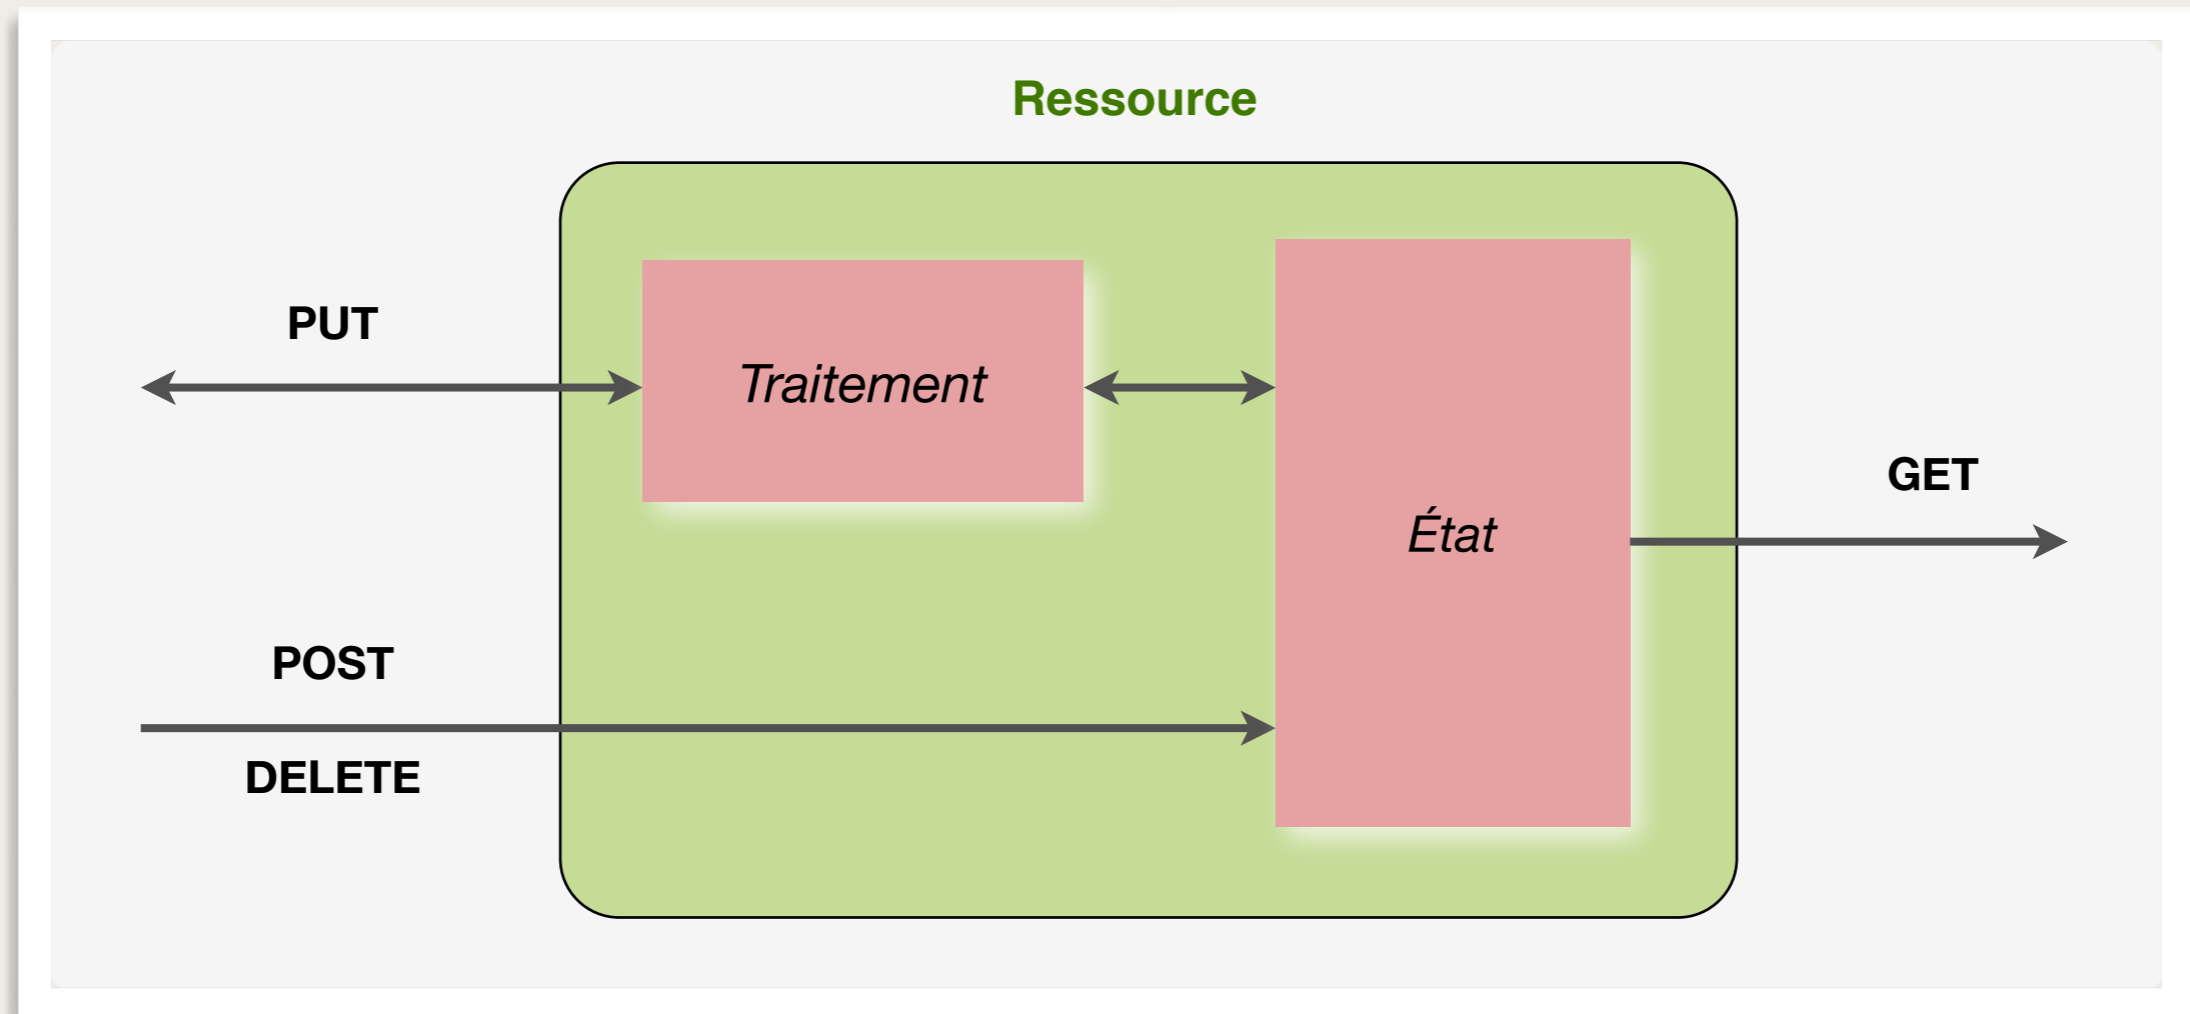 Ressource
PUT
Traitement
GET
État
POST
DELETE